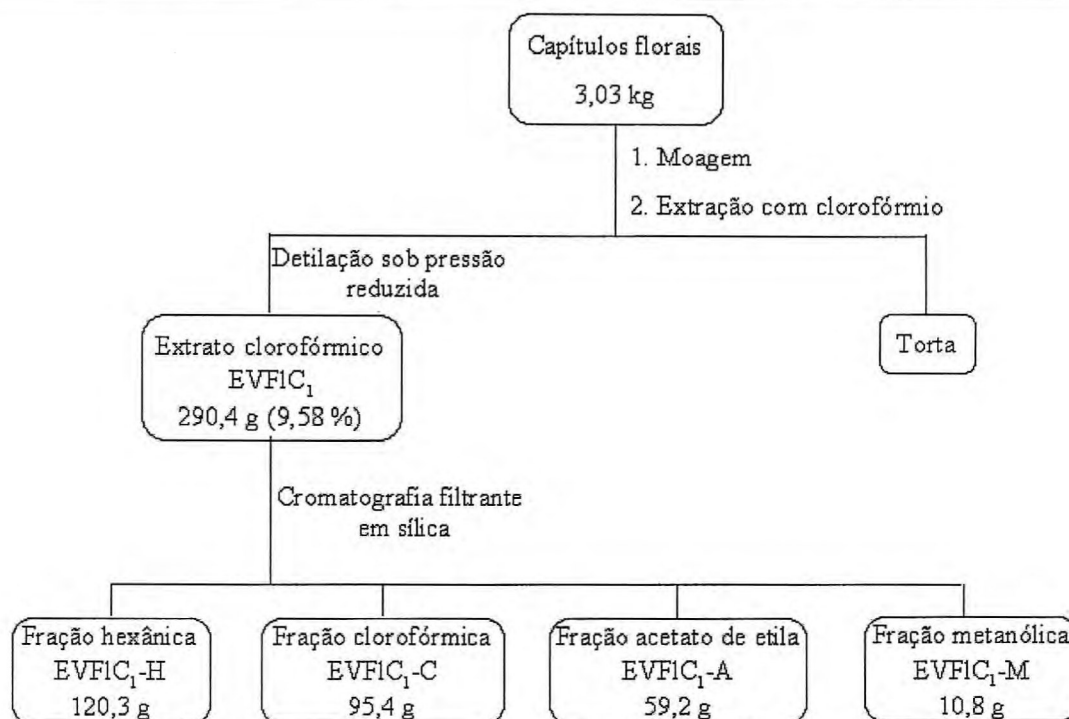 Capítulos florais
3,03 kg
1. Moagem
2. Extração com clorofórmio
Detilação sob pressão
reduzida
Extrato clorofórmico
EVFlC₁
290,4 g (9,58 %)
Torta
Cromatografia filtrante
em sílica
Fração hexânica
EVFlC₁-H
120,3 g
Fração clorofórmica
EVFlC₁-C
95,4 g
Fração acetato de etila
EVFlC₁-A
59,2 g
Fração metanólica
EVFlC₁-M
10,8 g